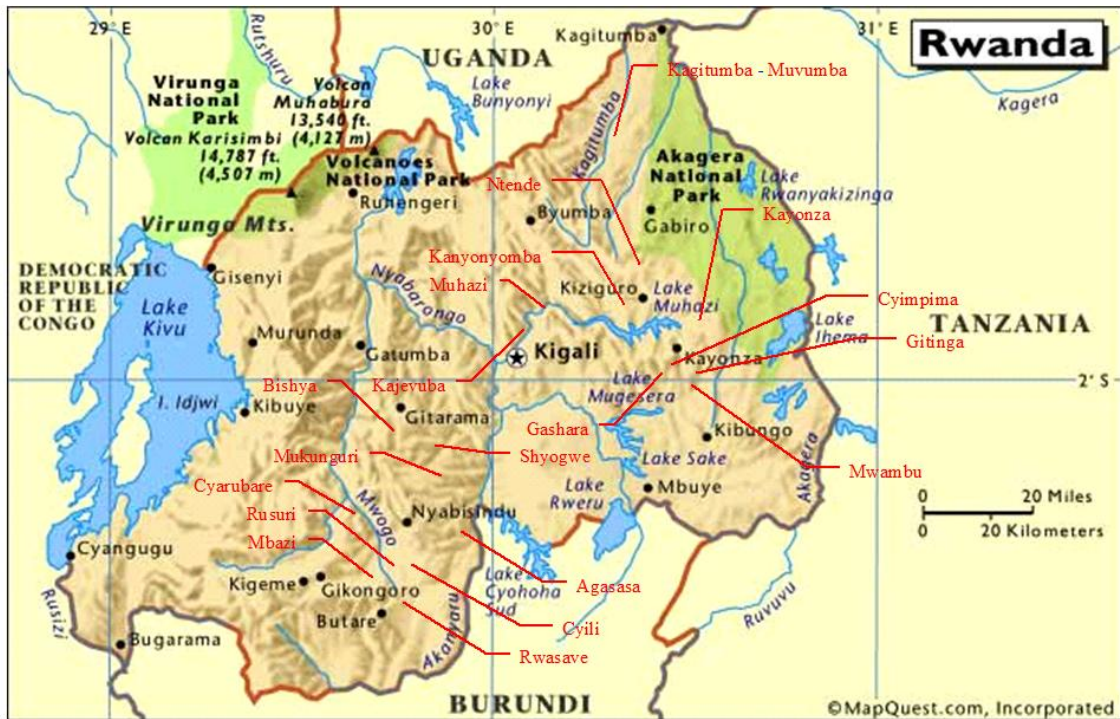 29°E
30°E
31°E
Rwanda
Rutshuru
UGANDA
Kagitumba
Kagitumba - Muvumba
Kagera
Virunga
National
Park
Volcan
Muhabura
13,540 ft.
(4,127 m)
Volcan Karisimbi
14,787 ft.
(4,507 m)
Lake
Bunyonyi
Kagitumba
Volcanoes
National Park
Akagera
National
Park
Lake
Rwanyakizinga
Ntende
Ruhengeri
Byumba
Gabiro
Kayonza
Virunga Mts.
DEMOCRATIC
REPUBLIC
OF THE
CONGO
Gisenyi
Nyabarongo
Kanyonyomba
Muhazi
Kiziguro
Lake
Muhazi
Cyimpima
Lake
Kivu
Murunda
Gatumba
Kigali
Kayonza
Lake
Ihema
TANZANIA
Gitinga
Bishya
Kajevuba
Lake
Mugesera
2°S
I. Idjwi
Kibuye
Gitarama
Gashara
Kibungo
Mukunguri
Shyogwe
Lake Sake
Mwambu
Cyarubare
Mwogo
Lake
Rweru
Mbuye
Akagera
0 20 Miles
0 20 Kilometers
Rusuri
Nyabisindu
Mbazi
Cyangugu
Kigeme
Gikongoro
Lake
Cyohoha
Sud
Agasasa
Rusizi
Butare
Akanyaru
Cyili
Ruvuvu
Bugarama
Rwasave
BURUNDI
©MapQuest.com, Incorporated